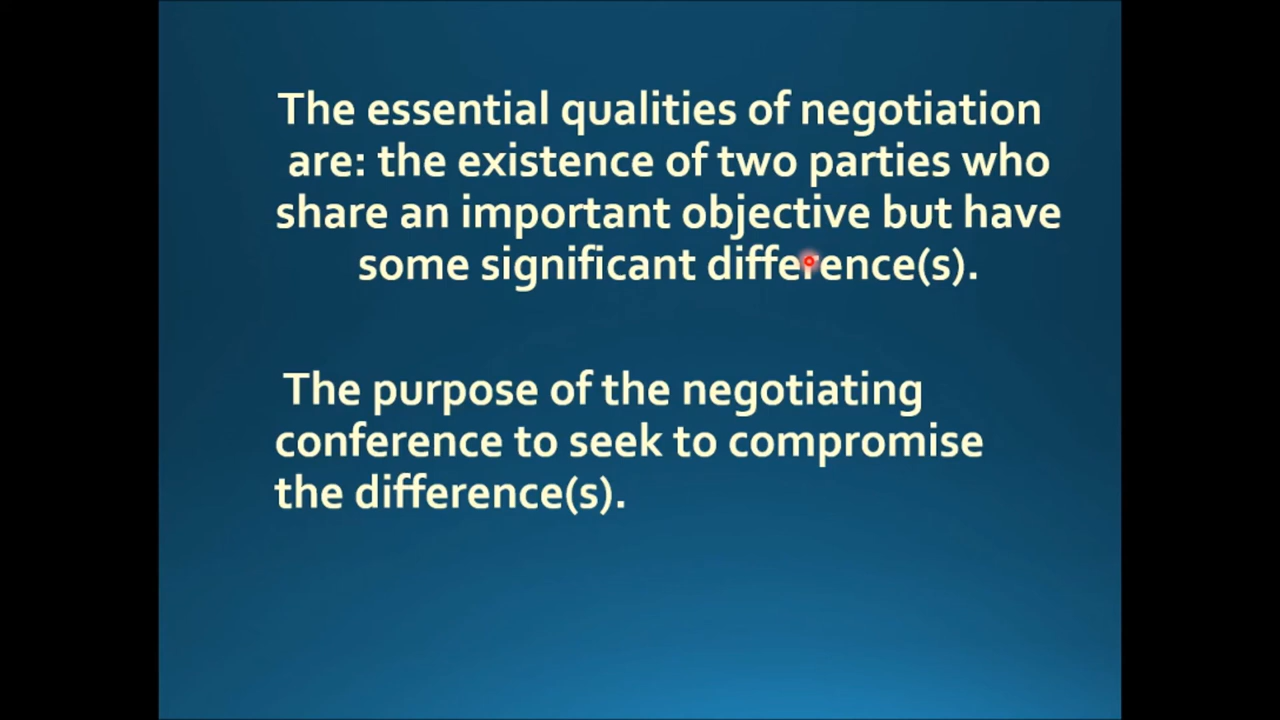 The essential qualities of negotiation
are: the existence of two parties who
share an important objective but have
some significant difference(s).
The purpose of the negotiating
conference to seek to compromise
the difference(s).